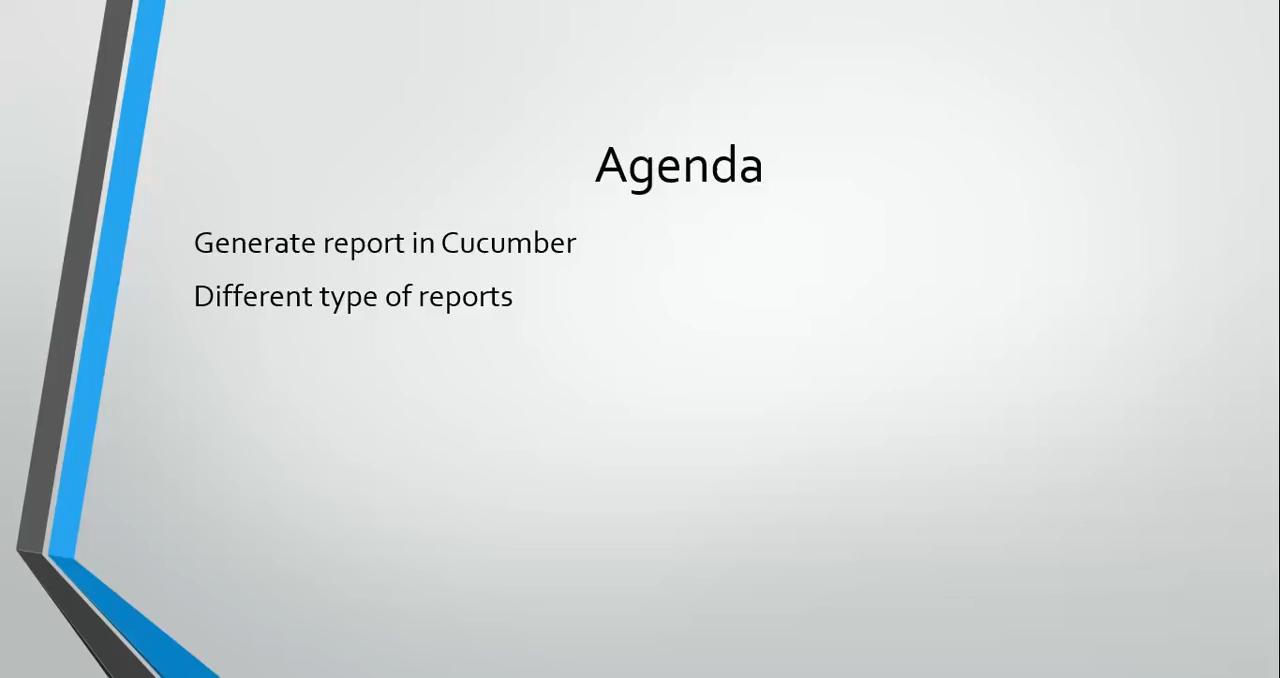 Agenda
Generate report in Cucumber
Different type of reports